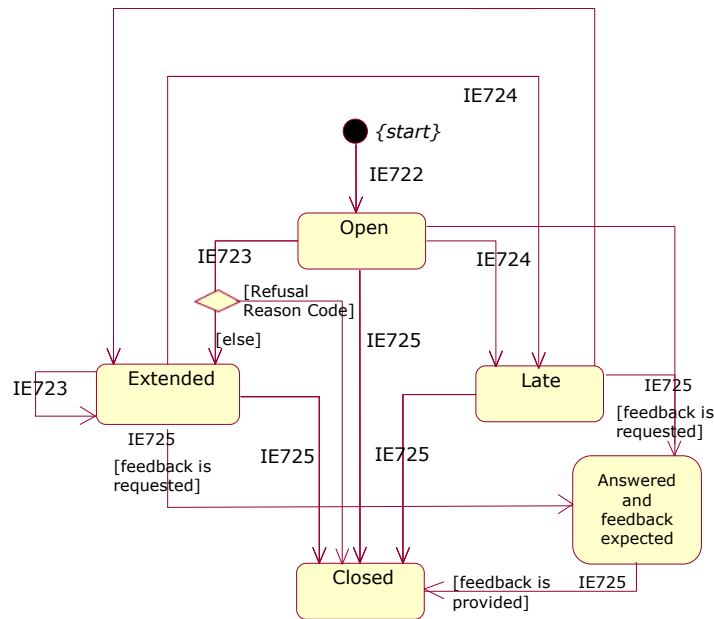 IE724
{start}
IE722
Open
IE723
IE724
[Refusal
Reason Code]
IE725
[else]
Extended
Late
IE723
IE725
[feedback is
requested]
IE725
[feedback is
requested]
IE725
IE725
Answered
and
feedback
expected
Closed
[feedback is
provided]
IE725